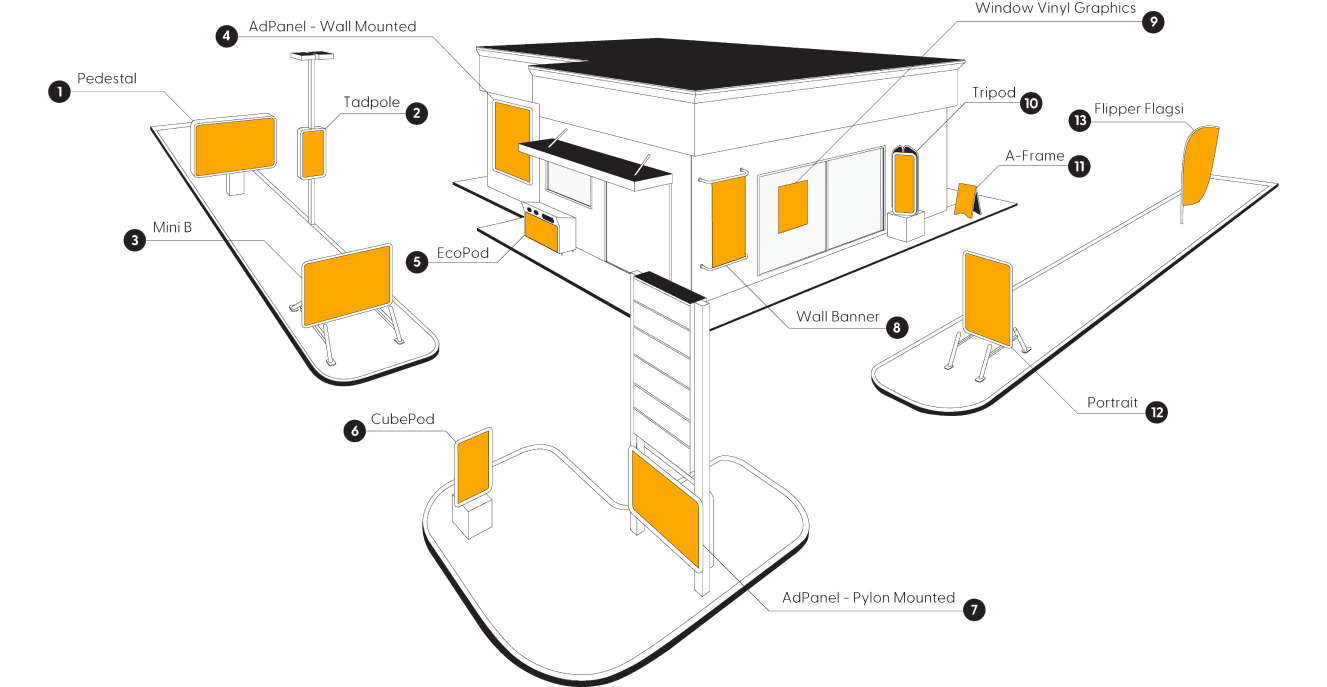 Window Vinyl Graphics
9
4
AdPanel - Wall Mounted
1
Pedestal
Tadpole
2
Tripod
10
13
Flipper Flagsi
A-Frame
11
3
Mini B
5
EcoPod
Wall Banner
8
Portrait
12
6
CubePod
AdPanel - Pylon Mounted
7